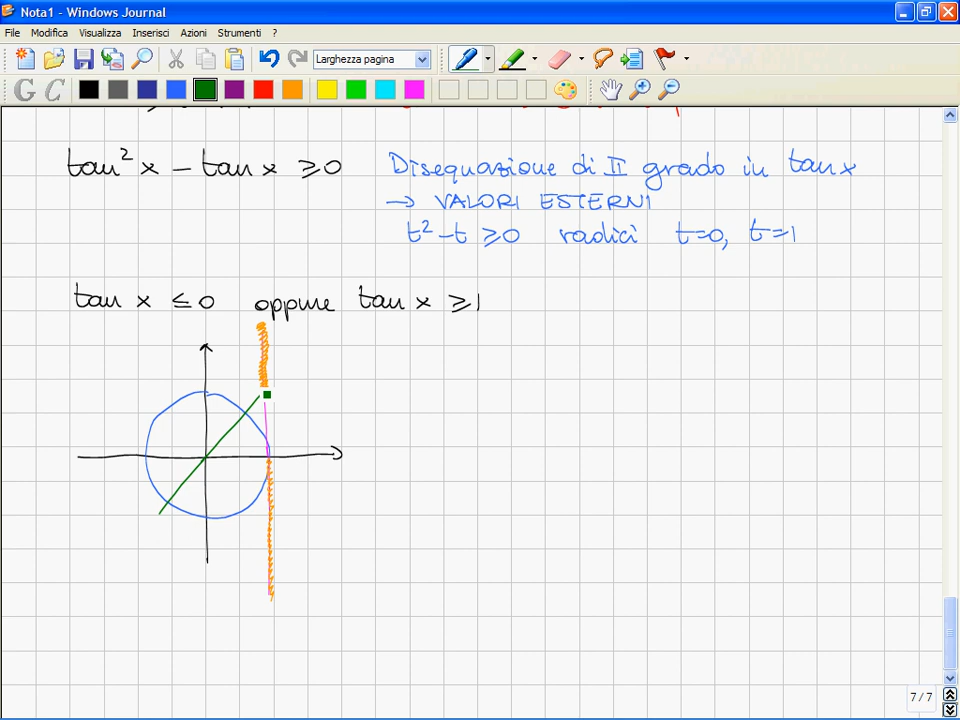 Nota1 - Windows Journal
File Modifica Visualizza Inserisci Azioni Strumenti ?
Larghezza pagina
tan² x - tan x ≥ 0 Disequazione di II grado in tan x
→ VALORI ESTERNI
t² - t ≥ 0 radici t=0, t=1
tan x ≤ 0 oppure tan x ≥ 1
7 / 7